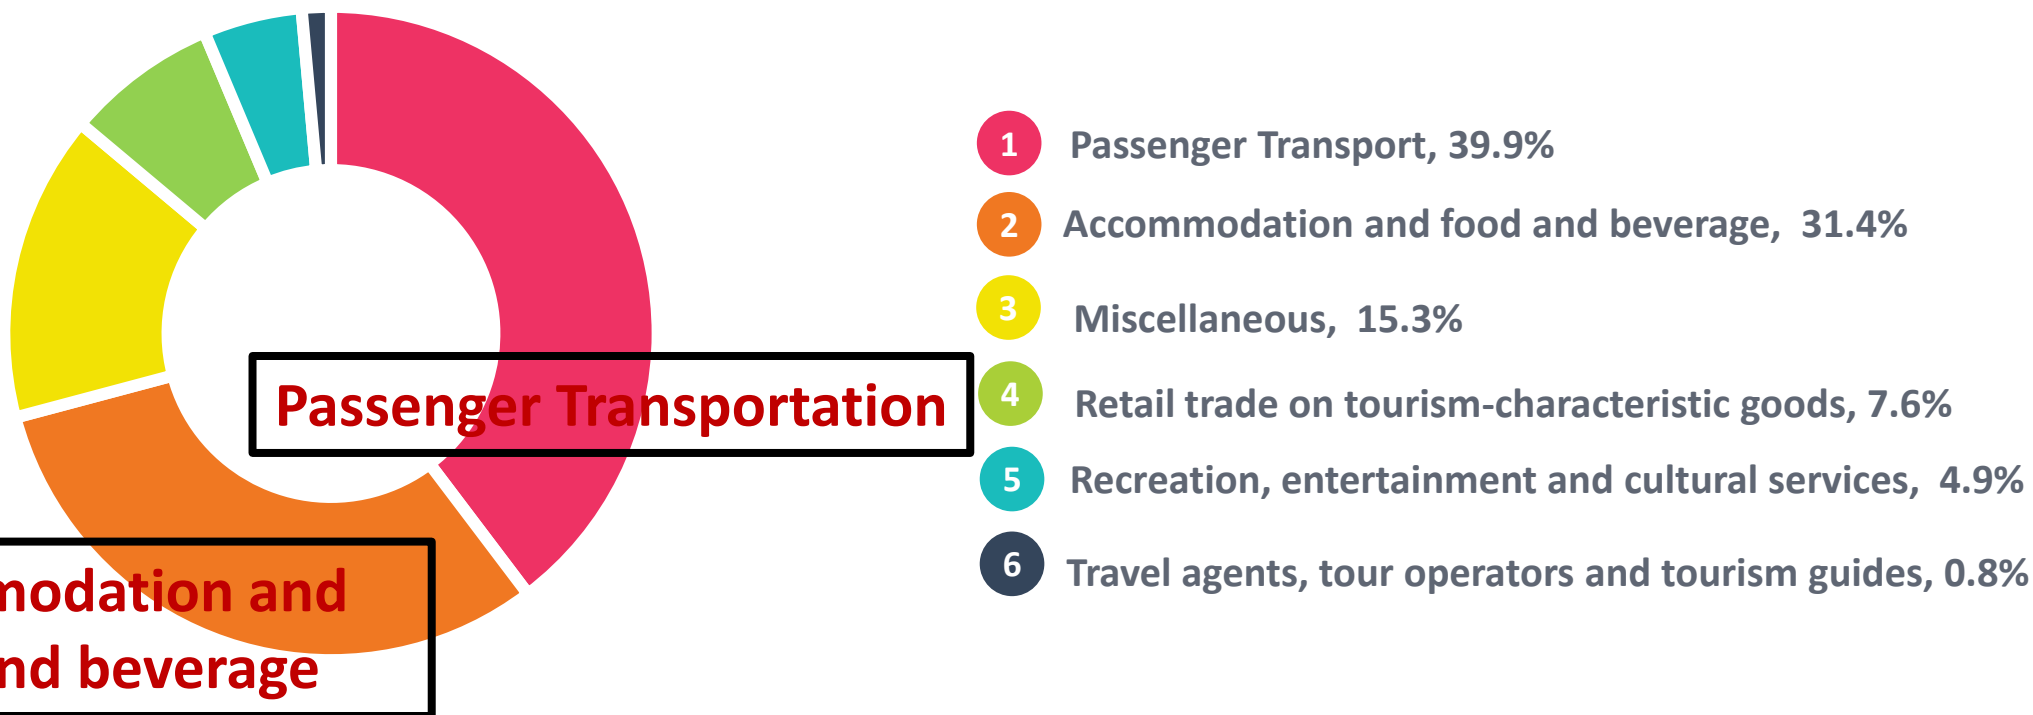 1 Passenger Transport, 39.9%
2 Accommodation and food and beverage, 31.4%
3 Miscellaneous, 15.3%
4 Retail trade on tourism-characteristic goods, 7.6%
5 Recreation, entertainment and cultural services, 4.9%
6 Travel agents, tour operators and tourism guides, 0.8%
Passenger Transportation
modation and
nd beverage